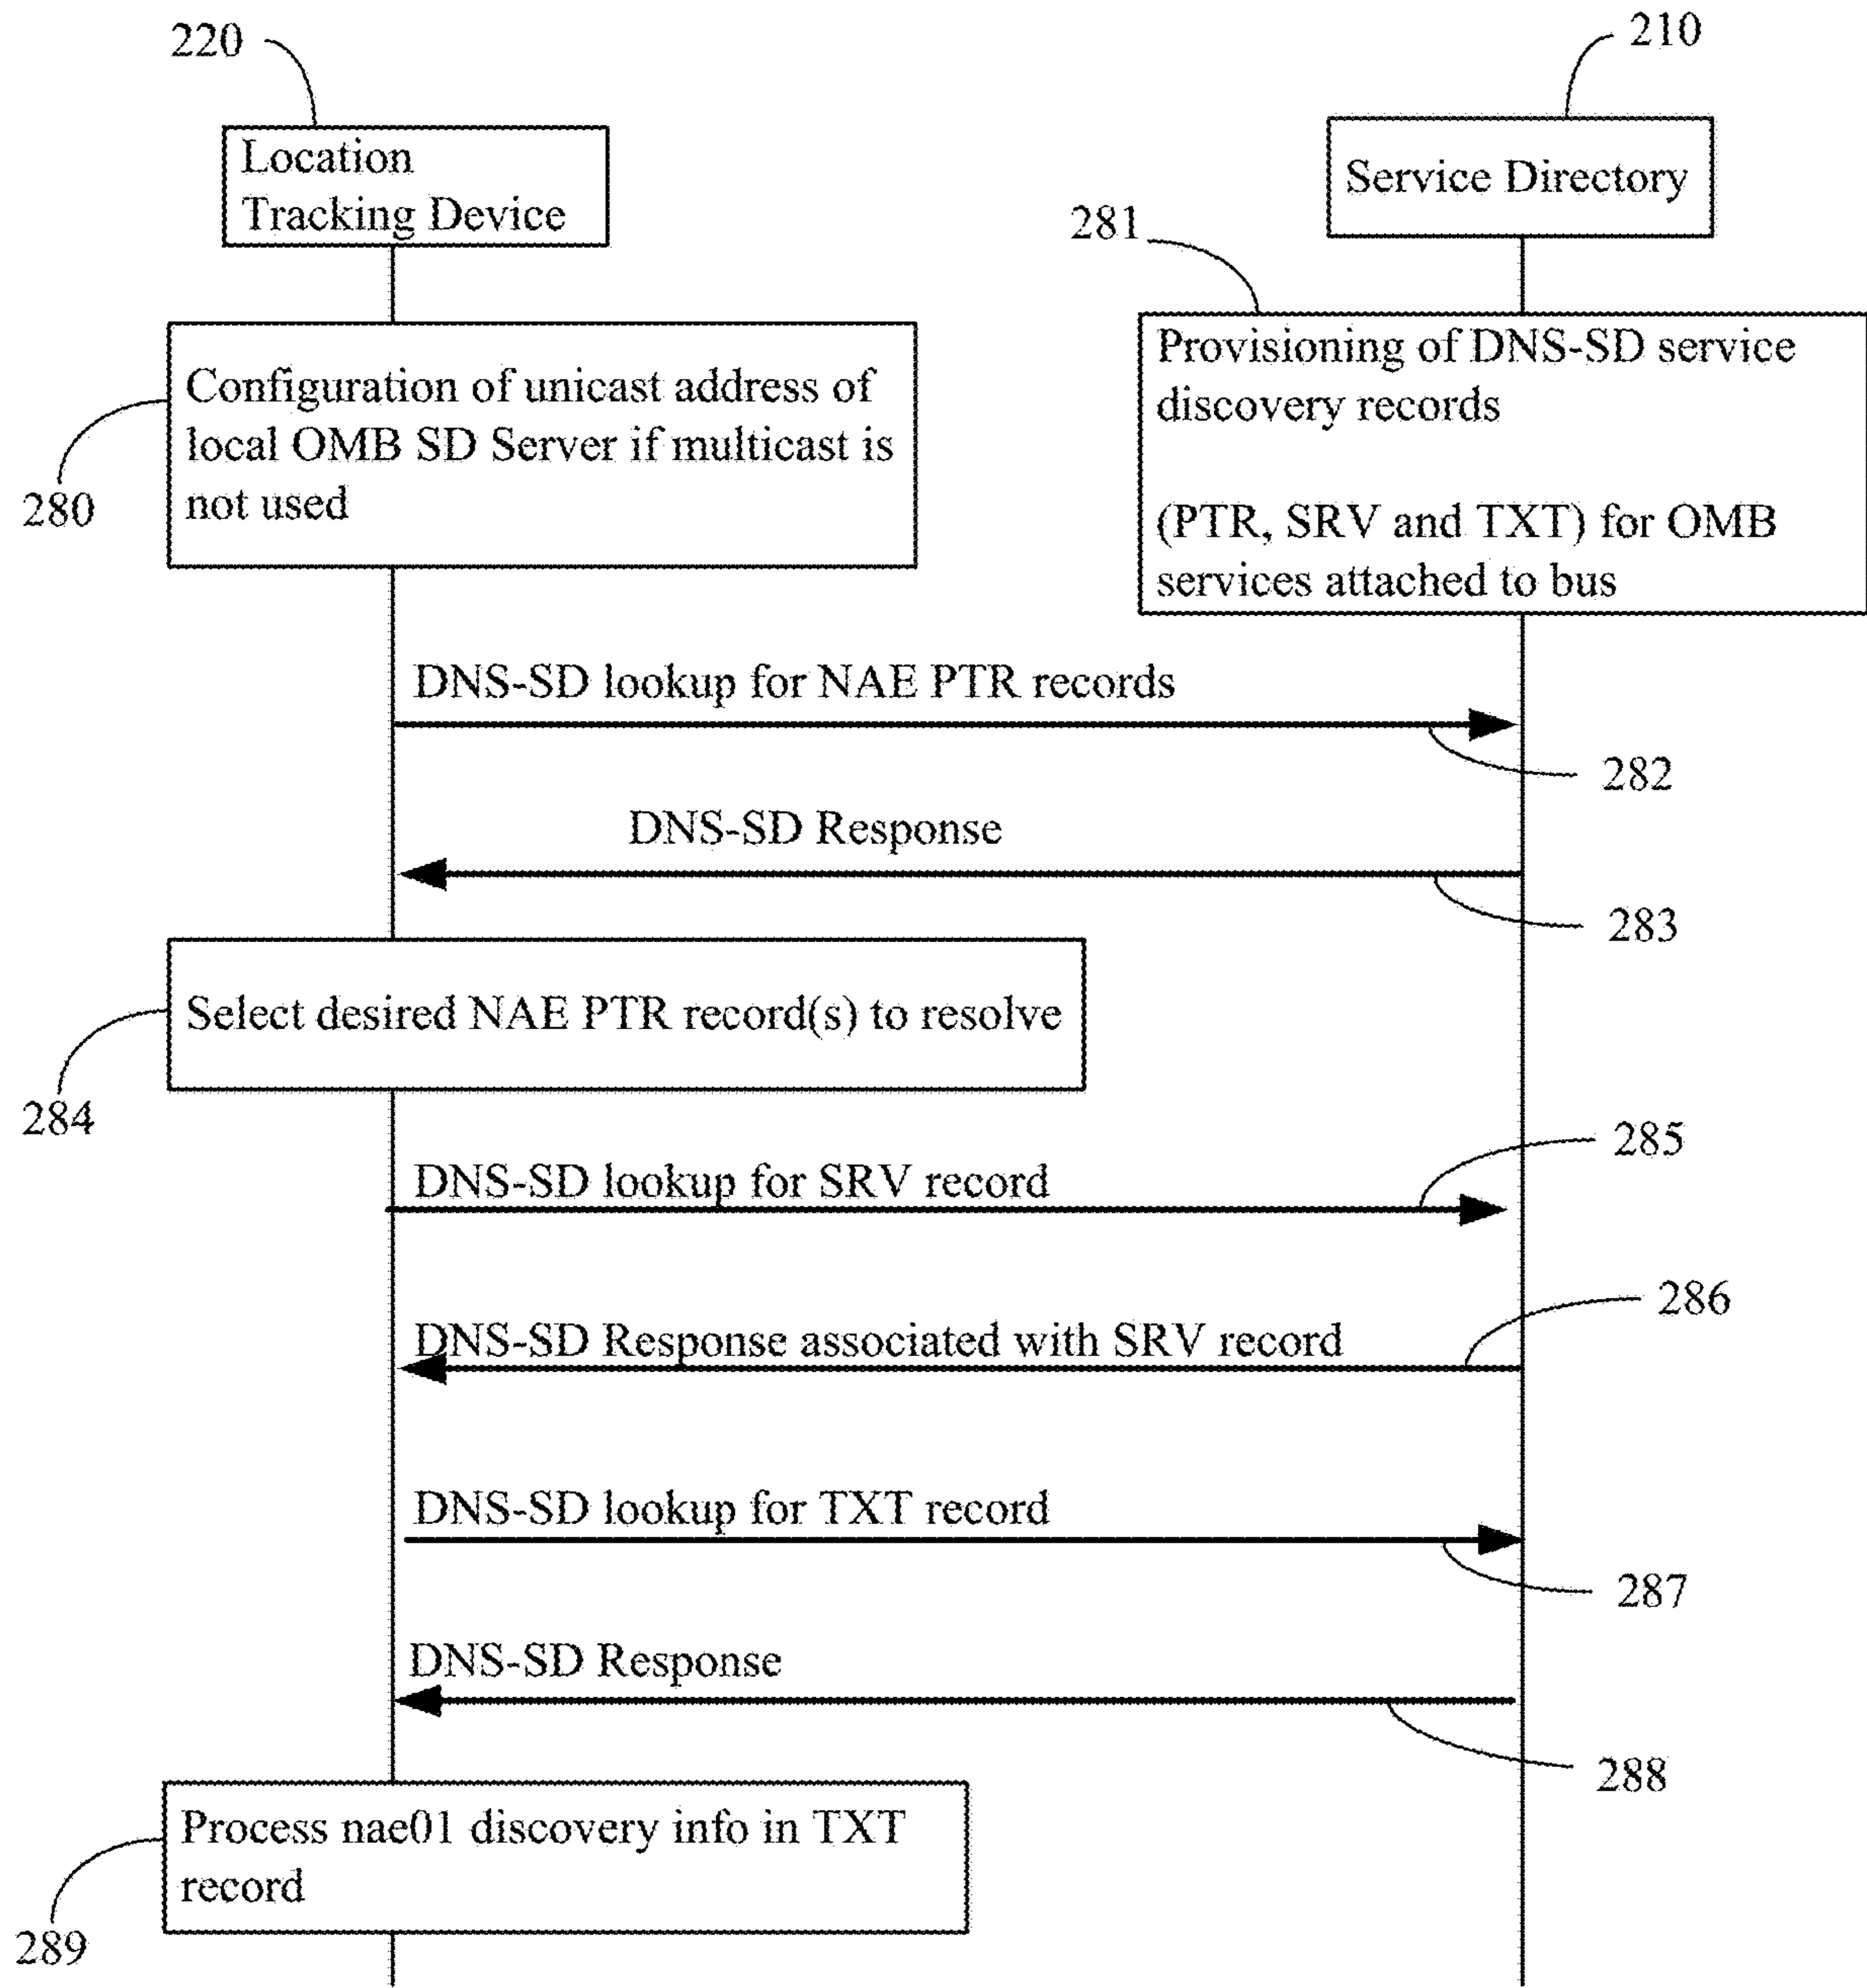 220
210
Location
Tracking Device
Service Directory
281
Provisioning of DNS-SD service
discovery records
(PTR, SRV and TXT) for OMB
services attached to bus
Configuration of unicast address of
local OMB SD Server if multicast is
not used
280
DNS-SD lookup for NAE PTR records
282
DNS-SD Response
283
Select desired NAE PTR record(s) to resolve
284
285
DNS-SD lookup for SRV record
286
DNS-SD Response associated with SRV record
DNS-SD lookup for TXT record
287
DNS-SD Response
288
Process nae01 discovery info in TXT
record
289